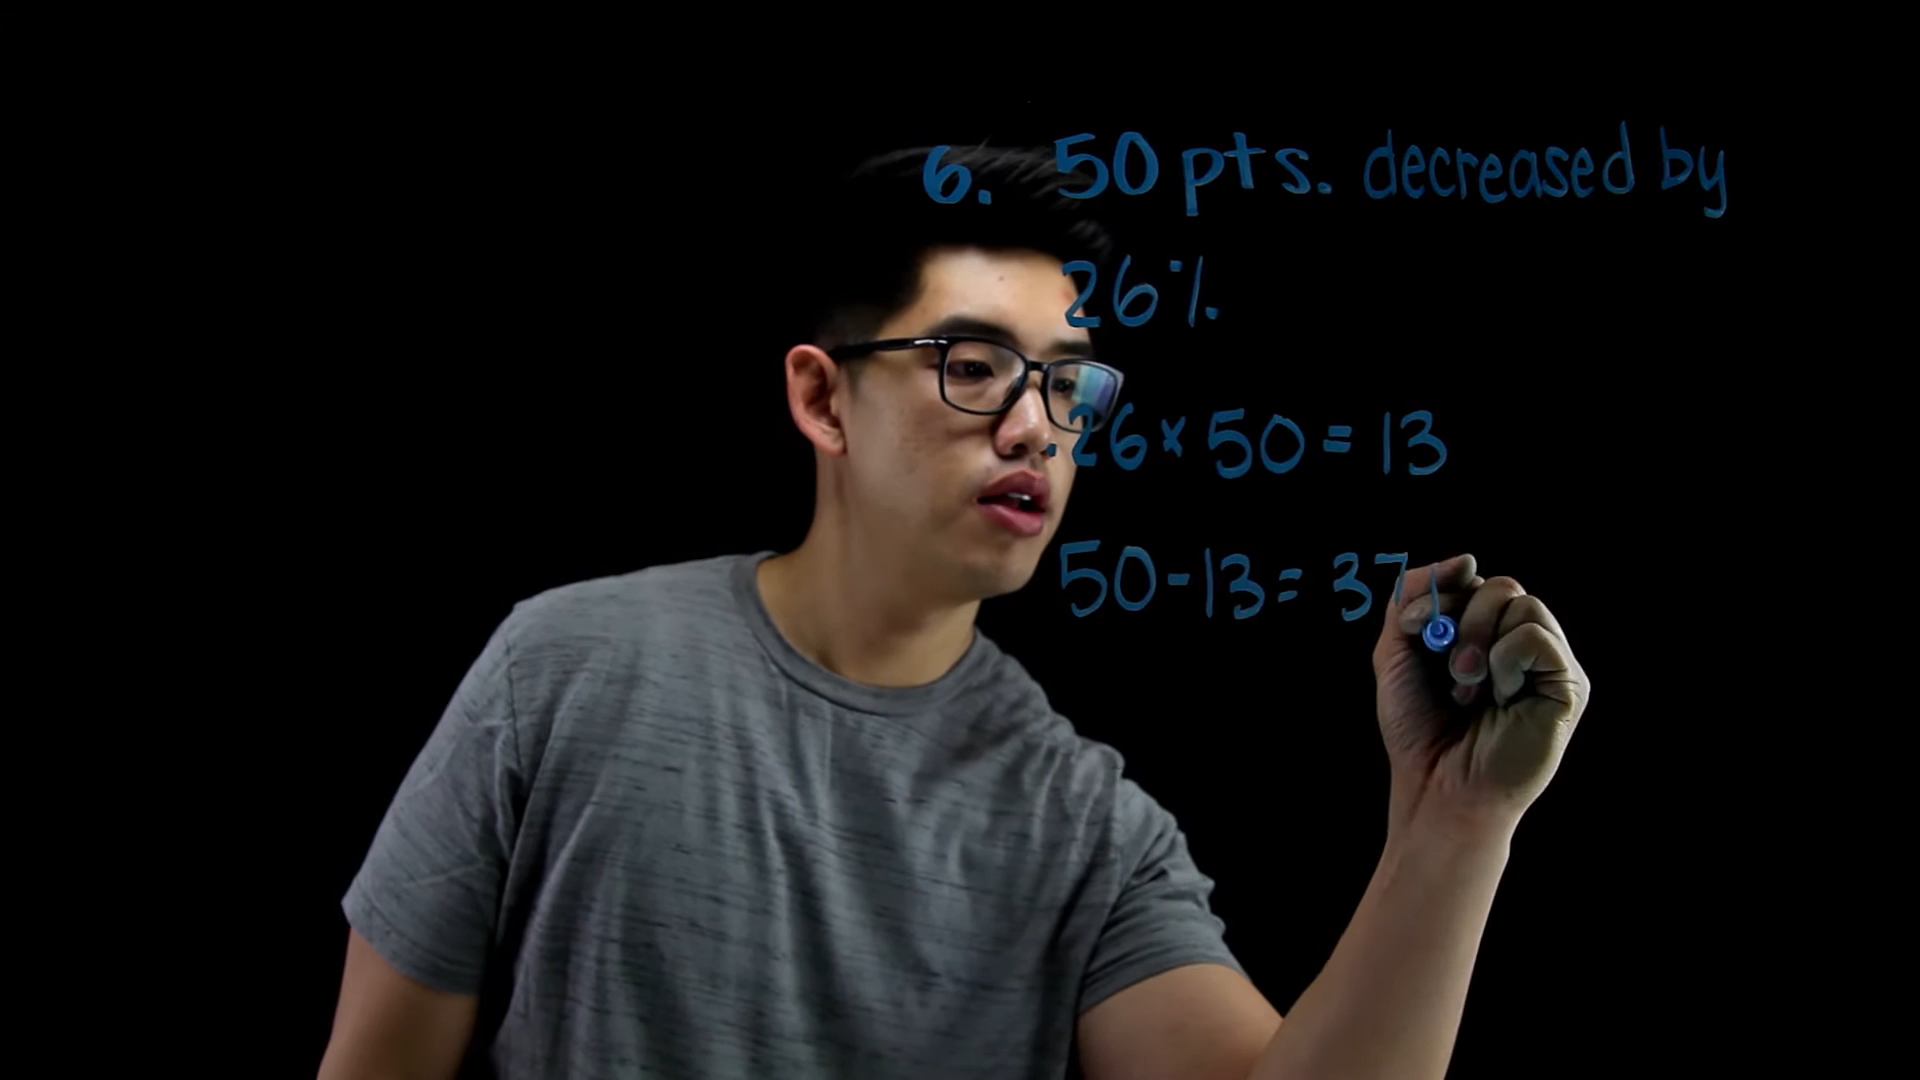 6. 50 pts. decreased by
26%.
.26 x 50 = 13
50 - 13 = 37